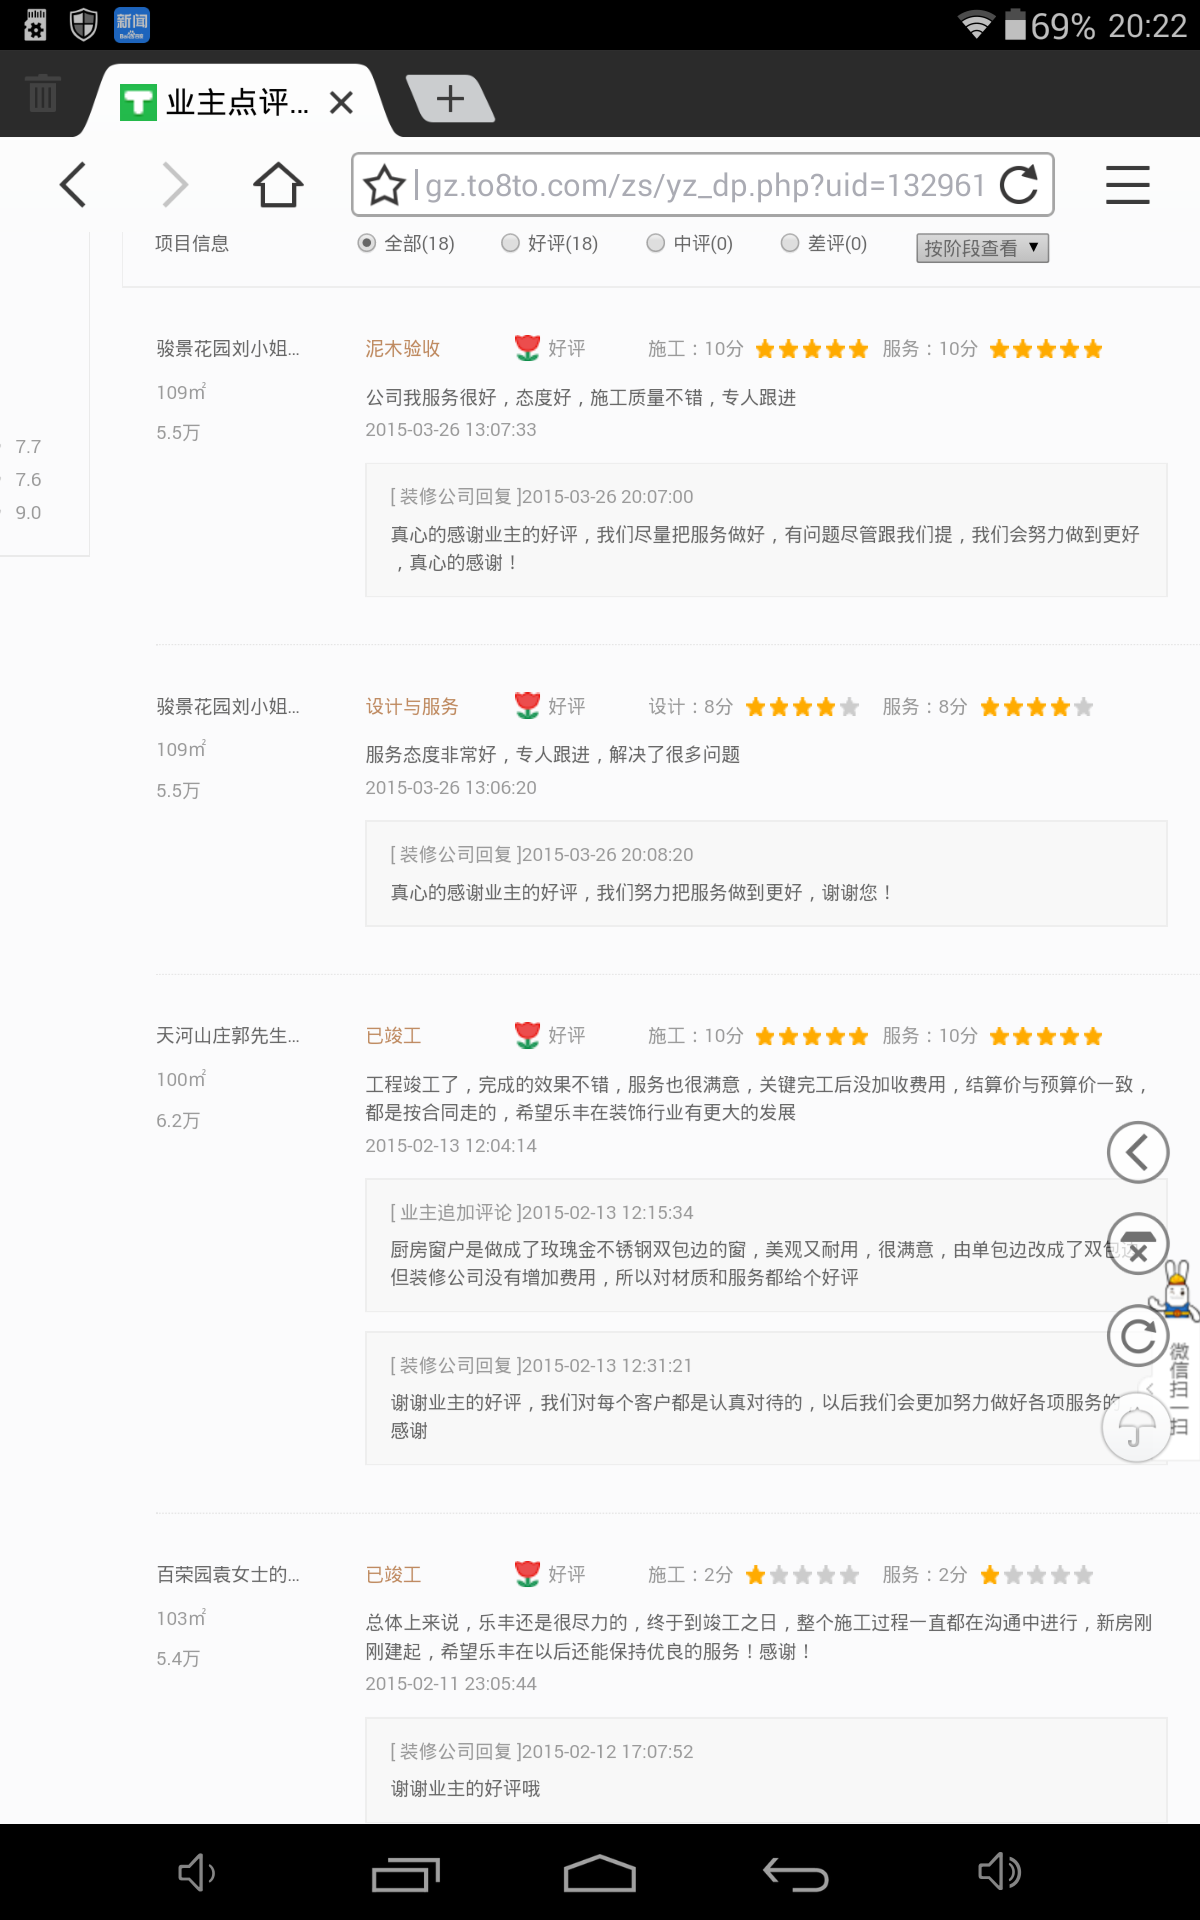 新闻
69% 20:22
业主点评...
gz.to8to.com/zs/yz_dp.php?uid=132961
项目信息 全部(18) 好评(18) 中评(0) 差评(0) 按阶段查看
7.7
7.6
9.0
骏景花园刘小姐... 泥木验收 好评 施工：10分 服务：10分
109㎡
5.5万
公司我服务很好，态度好，施工质量不错，专人跟进
2015-03-26 13:07:33
[ 装修公司回复 ]2015-03-26 20:07:00
真心的感谢业主的好评，我们尽量把服务做好，有问题尽管跟我们提，我们会努力做到更好
，真心的感谢！
骏景花园刘小姐... 设计与服务 好评 设计：8分 服务：8分
109㎡
5.5万
服务态度非常好，专人跟进，解决了很多问题
2015-03-26 13:06:20
[ 装修公司回复 ]2015-03-26 20:08:20
真心的感谢业主的好评，我们努力把服务做到更好，谢谢您！
天河山庄郭先生... 已竣工 好评 施工：10分 服务：10分
100㎡
6.2万
工程竣工了，完成的效果不错，服务也很满意，关键完工后没加收费用，结算价与预算价一致，
都是按合同走的，希望乐丰在装饰行业有更大的发展
2015-02-13 12:04:14
[ 业主追加评论 ]2015-02-13 12:15:34
厨房窗户是做成了玫瑰金不锈钢双包边的窗，美观又耐用，很满意，由单包边改成了双包边
但装修公司没有增加费用，所以对材质和服务都给个好评
[ 装修公司回复 ]2015-02-13 12:31:21
谢谢业主的好评，我们对每个客户都是认真对待的，以后我们会更加努力做好各项服务的
感谢
微信扫一扫
百荣园袁女士的... 已竣工 好评 施工：2分 服务：2分
103㎡
5.4万
总体上来说，乐丰还是很尽力的，终于到竣工之日，整个施工过程一直都在沟通中进行，新房刚
刚建起，希望乐丰在以后还能保持优良的服务！感谢！
2015-02-11 23:05:44
[ 装修公司回复 ]2015-02-12 17:07:52
谢谢业主的好评哦